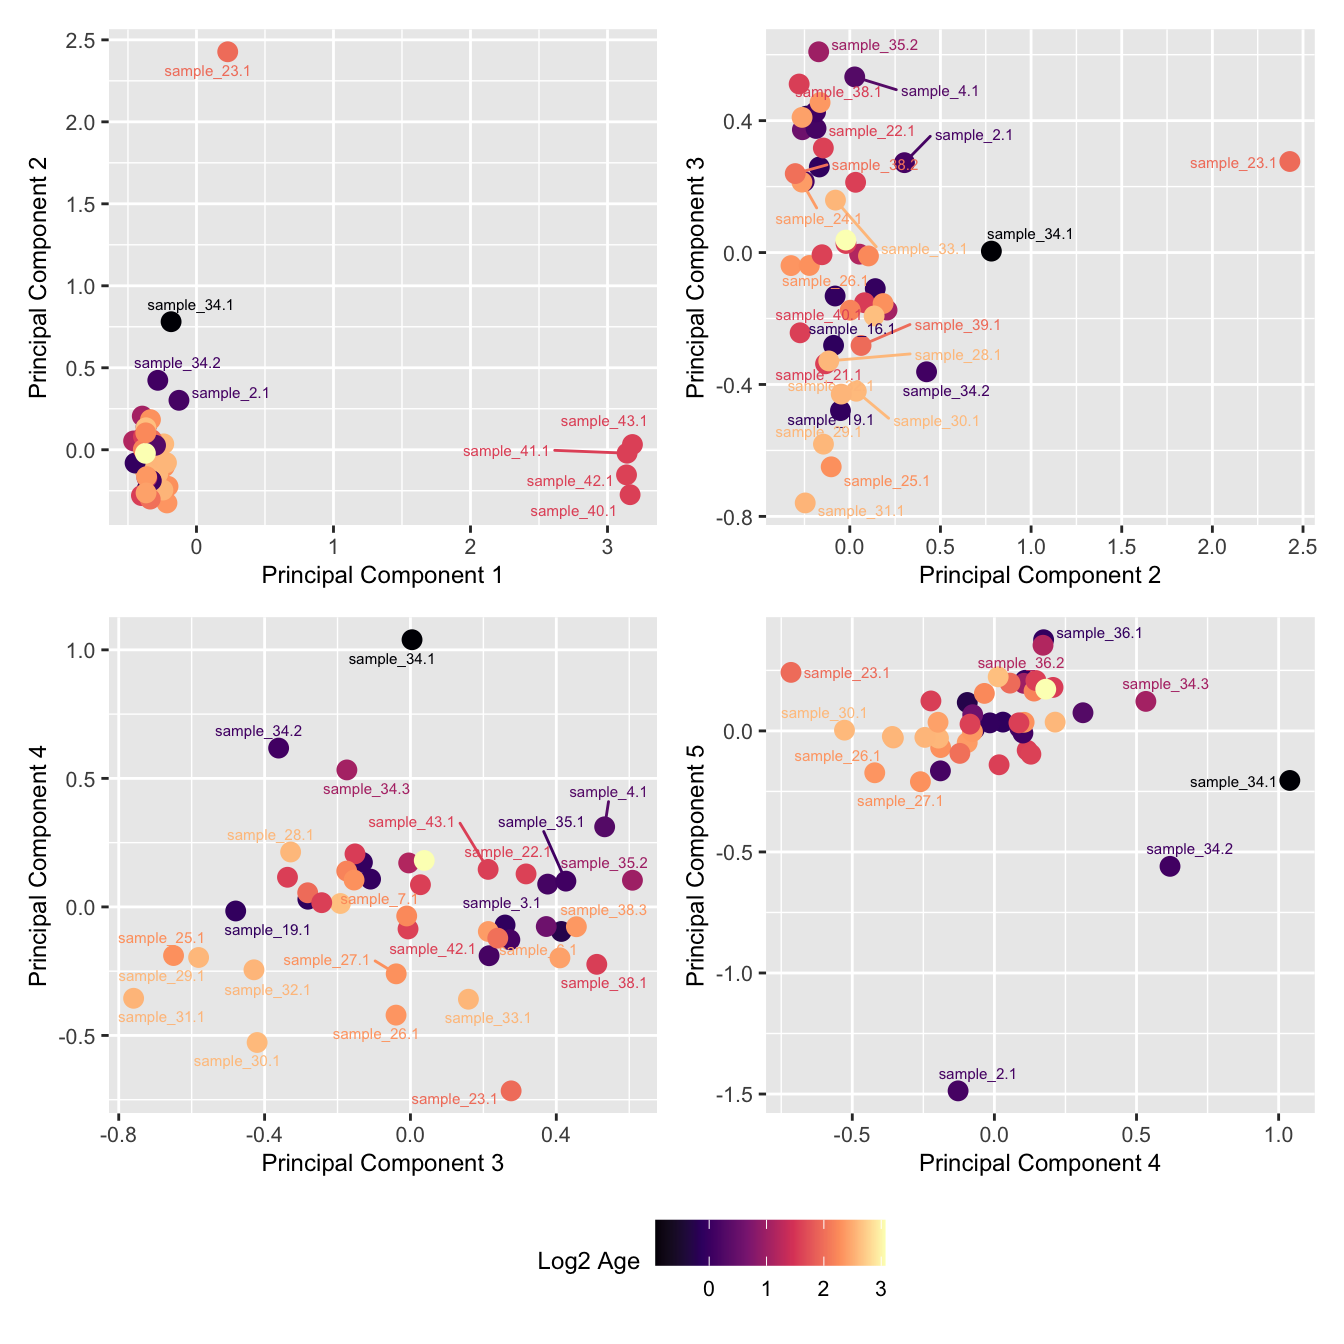 2.5
2.0
1.5
1.0
0.5
0.0
Principal Component 2
sample_23.1
sample_34.1
sample_34.2
sample_2.1
sample_43.1
sample_41.1
sample_42.1
sample_40.1
0
1
2
3
Principal Component 1
0.4
0.0
-0.4
-0.8
Principal Component 3
sample_35.2
sample_4.1
sample_38.1
sample_22.1
sample_2.1
sample_38.2
sample_23.1
sample_24.1
sample_34.1
sample_33.1
sample_26.1
sample_40.1
sample_16.1
sample_39.1
sample_28.1
sample_21.1
sample_34.2
sample_19.1
sample_30.1
sample_29.1
sample_25.1
sample_31.1
0.0
0.5
1.0
1.5
2.0
2.5
Principal Component 2
1.0
0.5
0.0
-0.5
Principal Component 4
sample_34.1
sample_34.2
sample_34.3
sample_4.1
sample_43.1
sample_35.1
sample_28.1
sample_22.1
sample_35.2
sample_7.1
sample_3.1
sample_38.3
sample_19.1
sample_25.1
sample_42.1
sample_27.1
sample_29.1
sample_32.1
sample_38.1
sample_31.1
sample_33.1
sample_26.1
sample_30.1
sample_23.1
-0.8
-0.4
0.0
0.4
Principal Component 3
0.0
-0.5
-1.0
-1.5
Principal Component 5
sample_36.1
sample_36.2
sample_23.1
sample_34.3
sample_30.1
sample_26.1
sample_27.1
sample_34.1
sample_34.2
sample_2.1
-0.5
0.0
0.5
1.0
Principal Component 4
Log2 Age
0
1
2
3